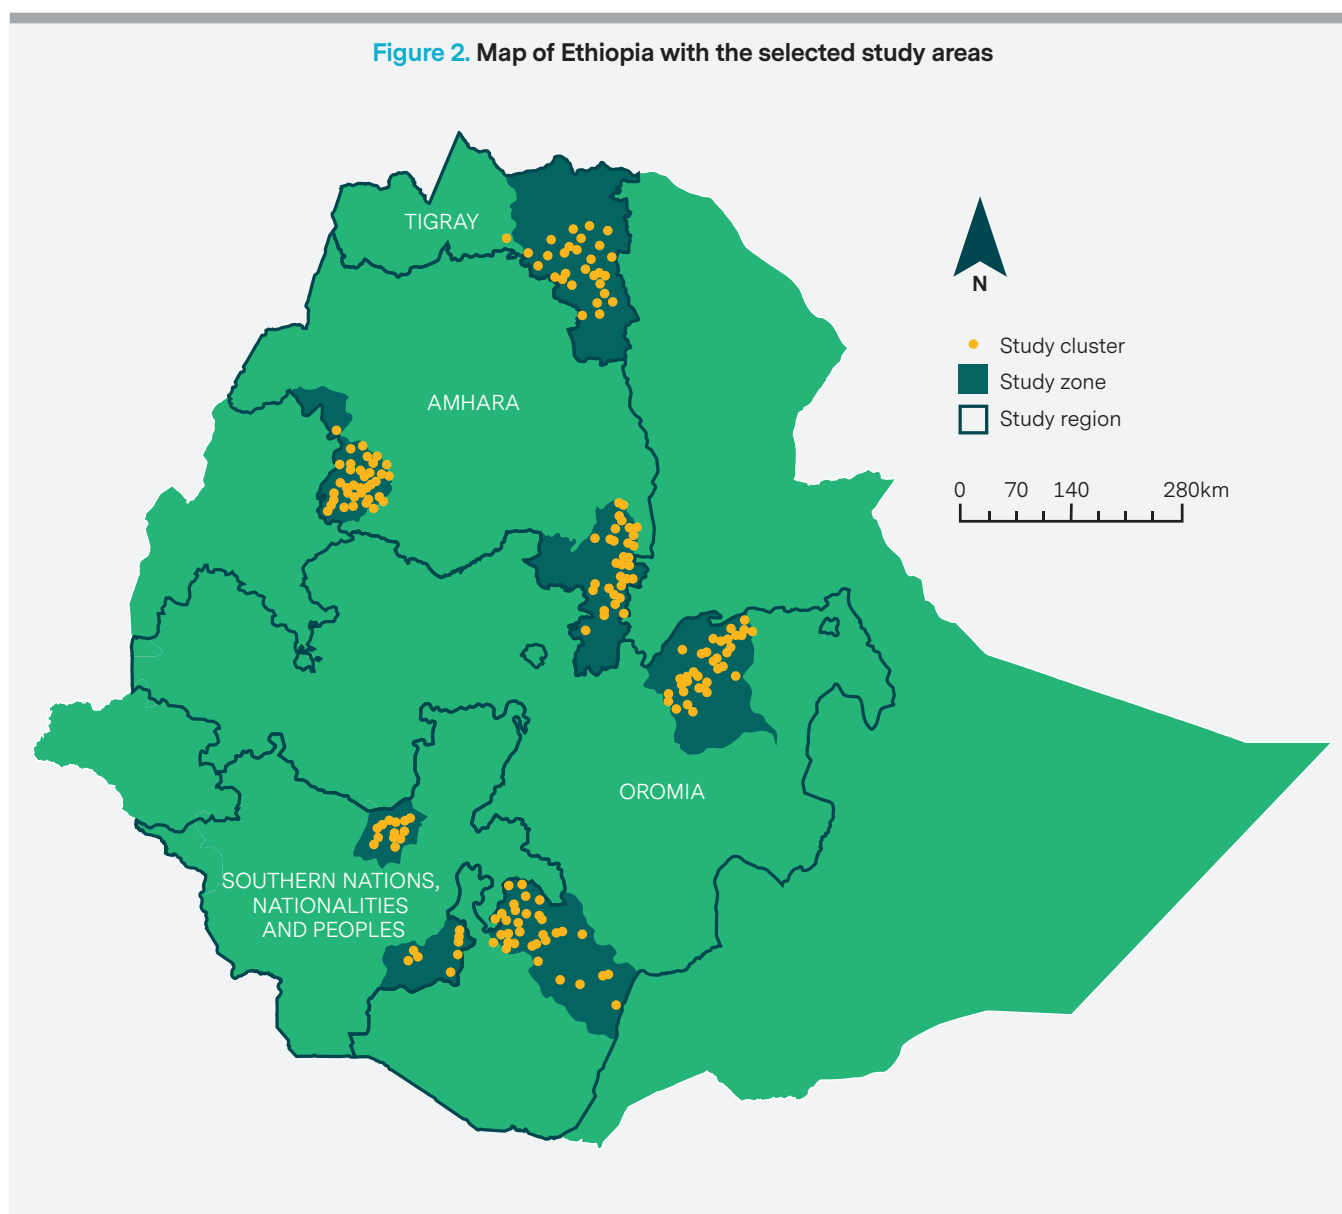 Figure 2. Map of Ethiopia with the selected study areas
TIGRAY
N
Study cluster
Study zone
AMHARA
Study region
0 70 140 280km
OROMIA
SOUTHERN NATIONS,
NATIONALITIES
AND PEOPLES